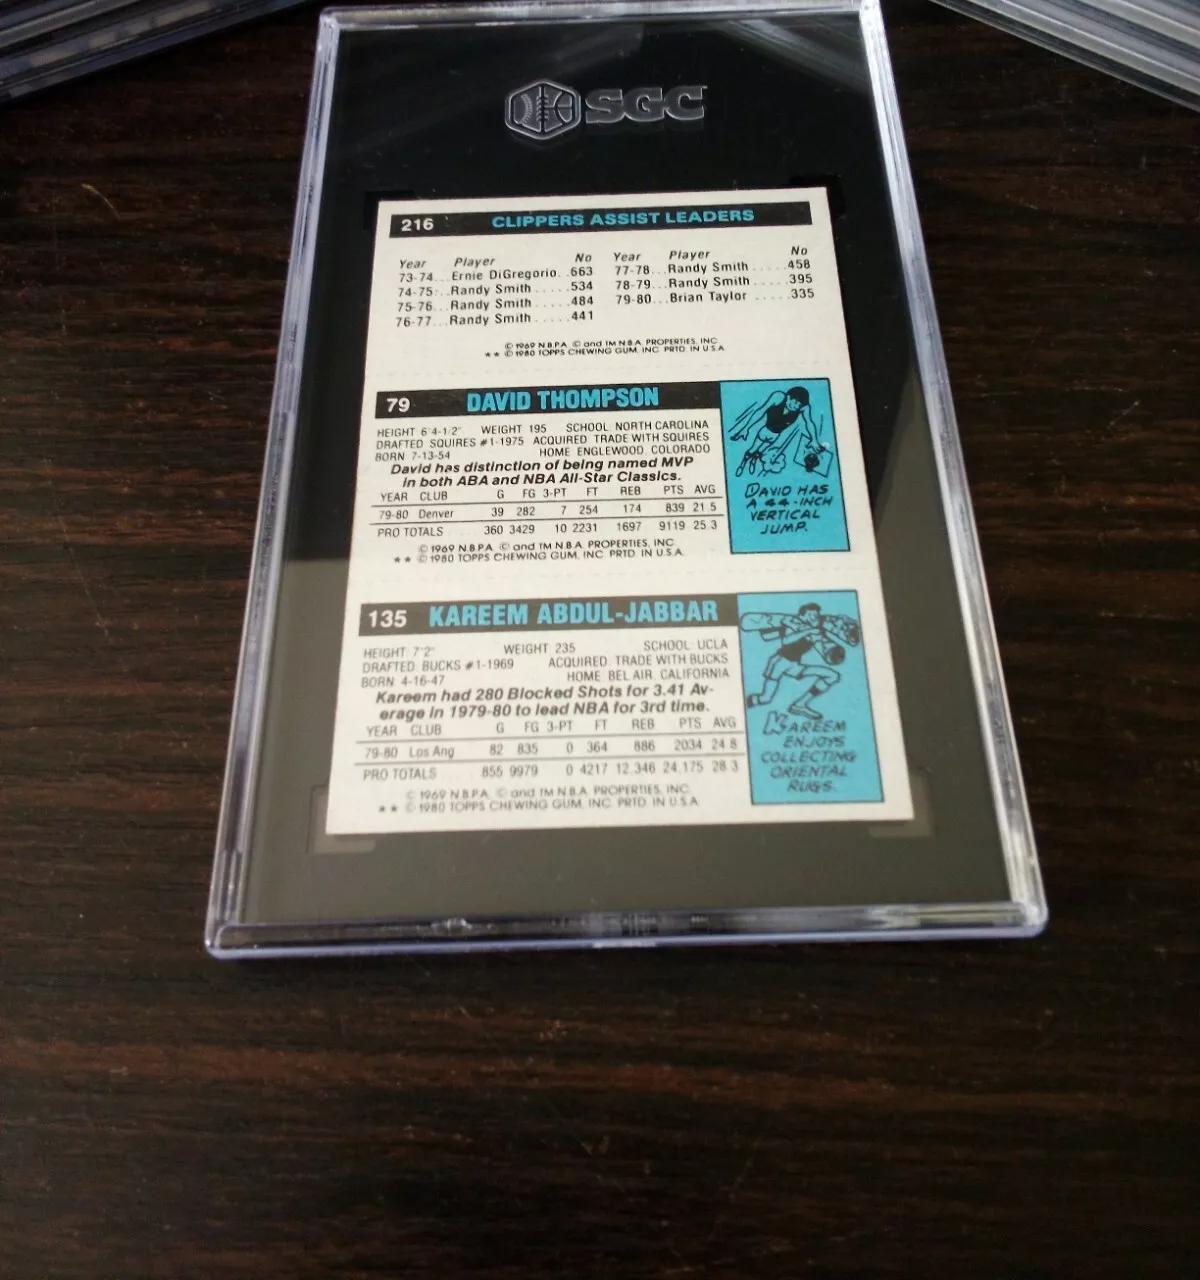 SGC
216 CLIPPERS ASSIST LEADERS
Year Player No Year Player No
73-74...Ernie DiGregorio..663 77-78...Randy Smith.....458
74-75...Randy Smith.....534 78-79...Randy Smith.....395
75-76...Randy Smith.....484 79-80...Brian Taylor.....335
76-77...Randy Smith.....441
© 1969 N.B.P.A. © and TM N.B.A. PROPERTIES, INC.
** © 1980 TOPPS CHEWING GUM, INC. PRTD. IN U.S.A.
79 DAVID THOMPSON
HEIGHT 6'4-1/2" WEIGHT 195 SCHOOL NORTH CAROLINA
DRAFTED SQUIRES #1-1975 ACQUIRED TRADE WITH SQUIRES
BORN 7-13-54 HOME ENGLEWOOD, COLORADO
David has distinction of being named MVP
in both ABA and NBA All-Star Classics.
YEAR CLUB G FG 3-PT FT REB PTS AVG
79-80 Denver 39 282 7 254 174 839 21.5
PRO TOTALS 360 3429 10 2231 1697 9119 25.3
© 1969 N.B.P.A. © and TM N.B.A. PROPERTIES, INC.
** © 1980 TOPPS CHEWING GUM, INC. PRTD. IN U.S.A.
DAVID HAS
A 44-INCH
VERTICAL
JUMP.
135 KAREEM ABDUL-JABBAR
HEIGHT: 7'2" WEIGHT: 235 SCHOOL: UCLA
DRAFTED: BUCKS #1-1969 ACQUIRED: TRADE WITH BUCKS
BORN: 4-16-47 HOME: BEL AIR, CALIFORNIA
Kareem had 280 Blocked Shots for 3.41 Av-
erage in 1979-80 to lead NBA for 3rd time.
YEAR CLUB G FG 3-PT FT REB PTS AVG
79-80 Los Ang 82 835 0 364 886 2034 24.8
PRO TOTALS 855 9979 0 4217 12,346 24,175 28.3
© 1969 N.B.P.A. © and TM N.B.A. PROPERTIES, INC.
** © 1980 TOPPS CHEWING GUM, INC. PRTD. IN U.S.A.
KAREEM
ENJOYS
COLLECTING
ORIENTAL
RUGS.